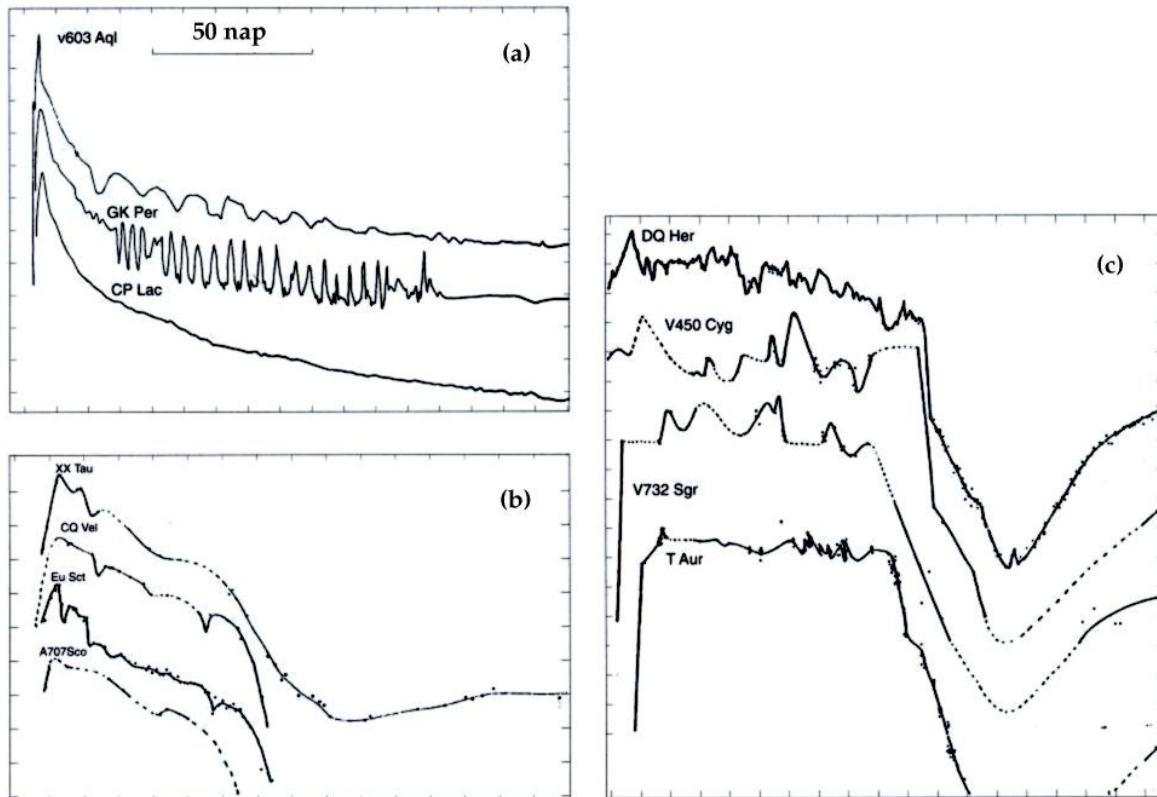 v603 Aql
50 nap
(a)
GK Per
CP Lac
XX Tau
(b)
CQ Vel
Eu Sct
A707Sco
DQ Her
(c)
V450 Cyg
V732 Sgr
T Aur